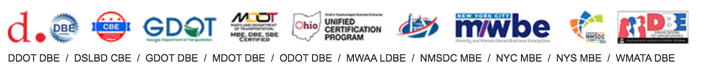 d. DBE CBE GDOT
Georgia Department of Transportation
MDOT
MARYLAND DEPARTMENT
OF TRANSPORTATION
MBE, DBE, SBE
CERTIFIED
Ohio
UNIFIED
CERTIFICATION
PROGRAM
NEW YORK CITY
m/wbe
Minority and Women-Owned Business Enterprises
NMSDC
DBE
DDOT DBE / DSLBD CBE / GDOT DBE / MDOT DBE / ODOT DBE / MWAA LDBE / NMSDC MBE / NYC MBE / NYS MBE / WMATA DBE